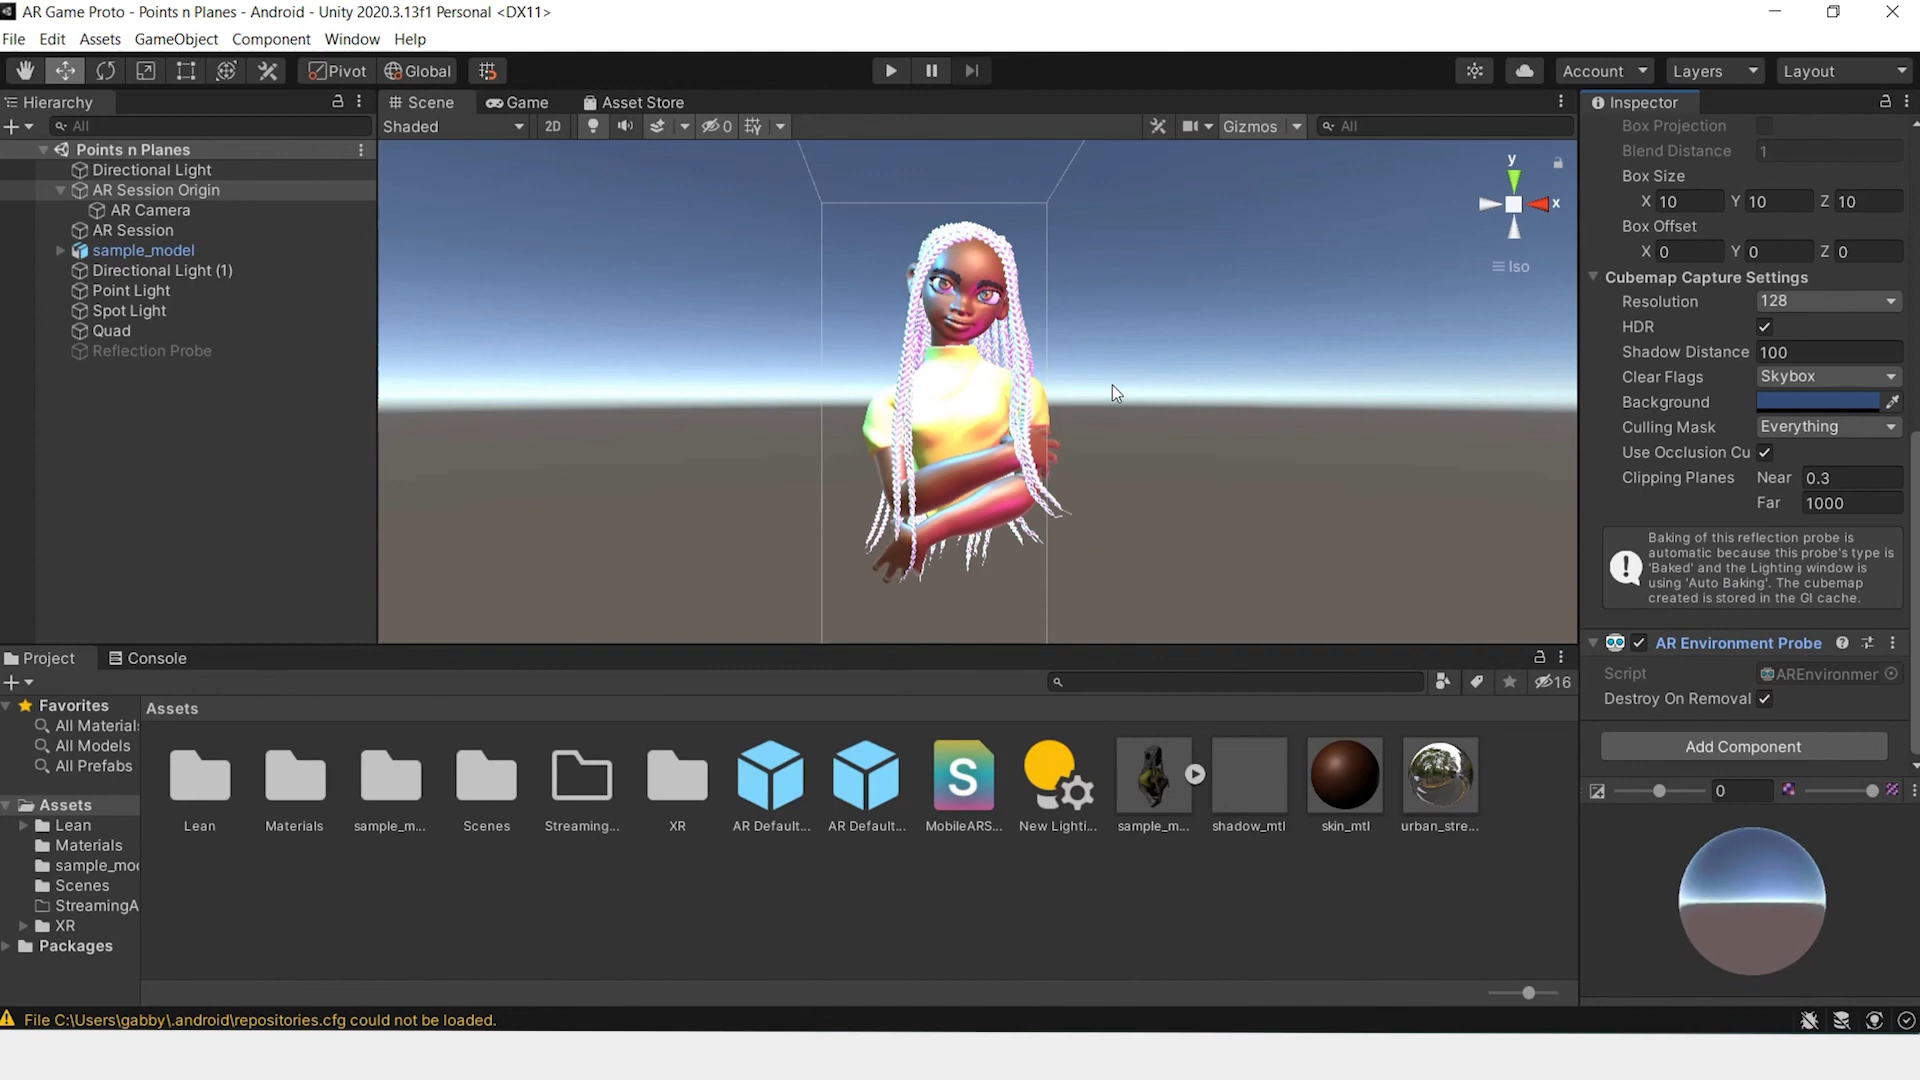 AR Game Proto - Points n Planes - Android - Unity 2020.3.13f1 Personal <DX11>
File Edit Assets GameObject Component Window Help
Pivot Global Account Layers Layout
Hierarchy
All
Points n Planes
Directional Light
AR Session Origin
AR Camera
AR Session
sample_model
Directional Light (1)
Point Light
Spot Light
Quad
Reflection Probe
Scene Game Asset Store
Shaded 2D 0 Gizmos All
y
x
Iso
Inspector
Box Projection
Blend Distance 1
Box Size
X 10 Y 10 Z 10
Box Offset
X 0 Y 0 Z 0
Cubemap Capture Settings
Resolution 128
HDR
Shadow Distance 100
Clear Flags Skybox
Background
Culling Mask Everything
Use Occlusion Cu
Clipping Planes Near 0.3
Far 1000
Baking of this reflection probe is
automatic because this probe's type is
'Baked' and the Lighting window is
using 'Auto Baking'. The cubemap
created is stored in the GI cache.
AR Environment Probe
Script AREnvironmer
Destroy On Removal
Add Component
0
Project Console
16
Favorites
All Material
All Models
All Prefabs
Assets
Lean
Materials
sample_mo
Scenes
StreamingA
XR
Packages
Assets
S
Lean Materials sample_m... Scenes Streaming... XR AR Default... AR Default... MobileARS... New Lighti... sample_m... shadow_mtl skin_mtl urban_stre...
File C:\Users\gabby\.android\repositories.cfg could not be loaded.